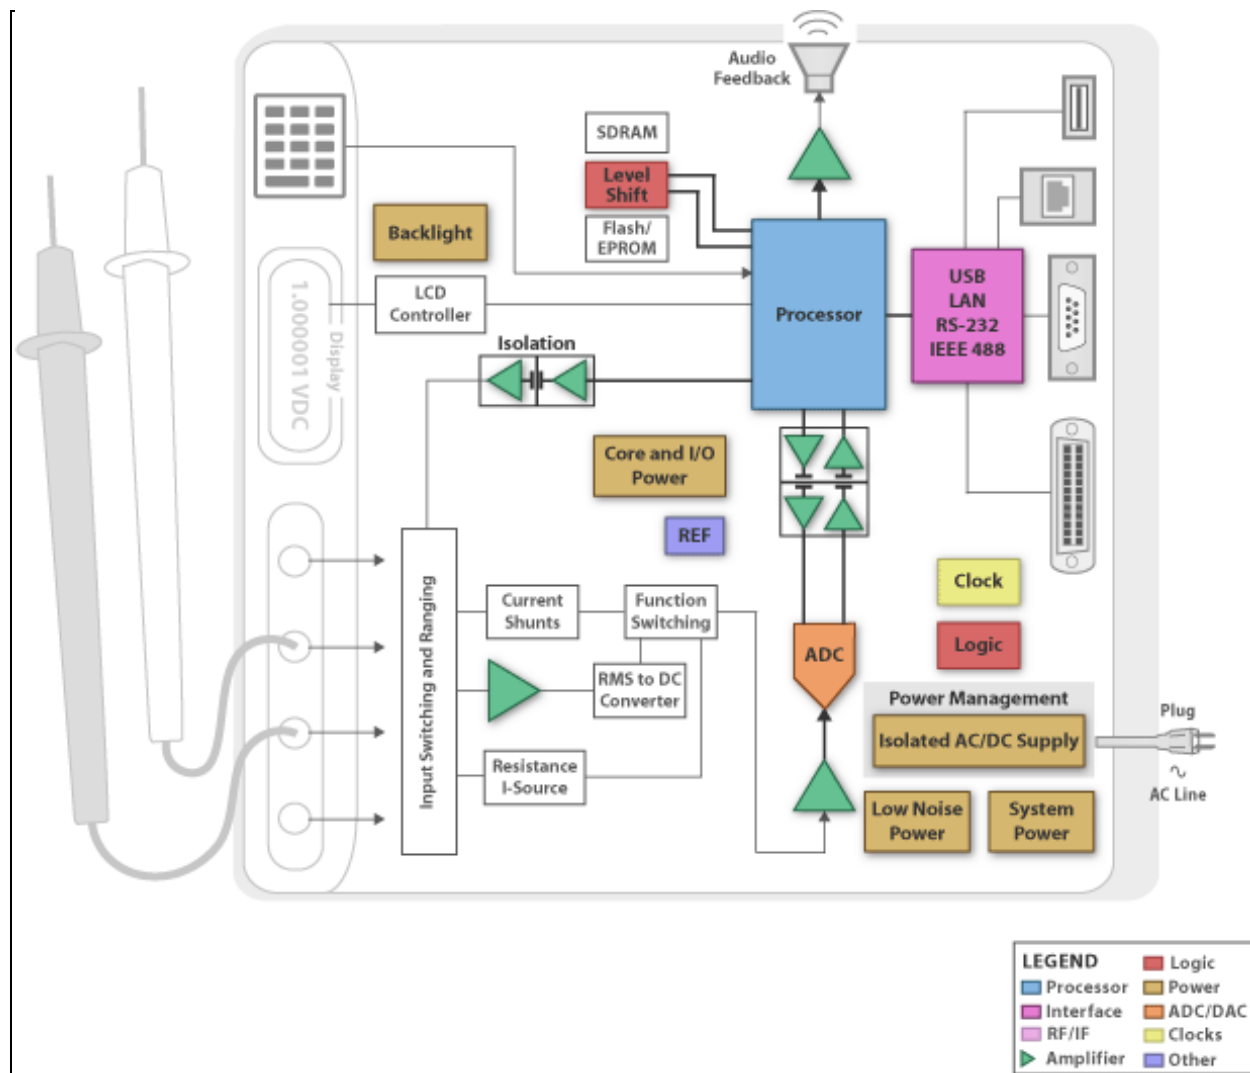 Audio
Feedback
SDRAM
Level
Shift
Flash/
EPROM
Backlight
LCD
Controller
1.0000001 VDC
Display
Isolation
Processor
USB
LAN
RS-232
IEEE 488
Core and I/O
Power
REF
Clock
Logic
Input Switching and Ranging
Current
Shunts
Function
Switching
RMS to DC
Converter
Resistance
I-Source
ADC
Power Management
Isolated AC/DC Supply
Low Noise
Power
System
Power
Plug
AC Line
LEGEND
Processor
Interface
RF/IF
Amplifier
Logic
Power
ADC/DAC
Clocks
Other